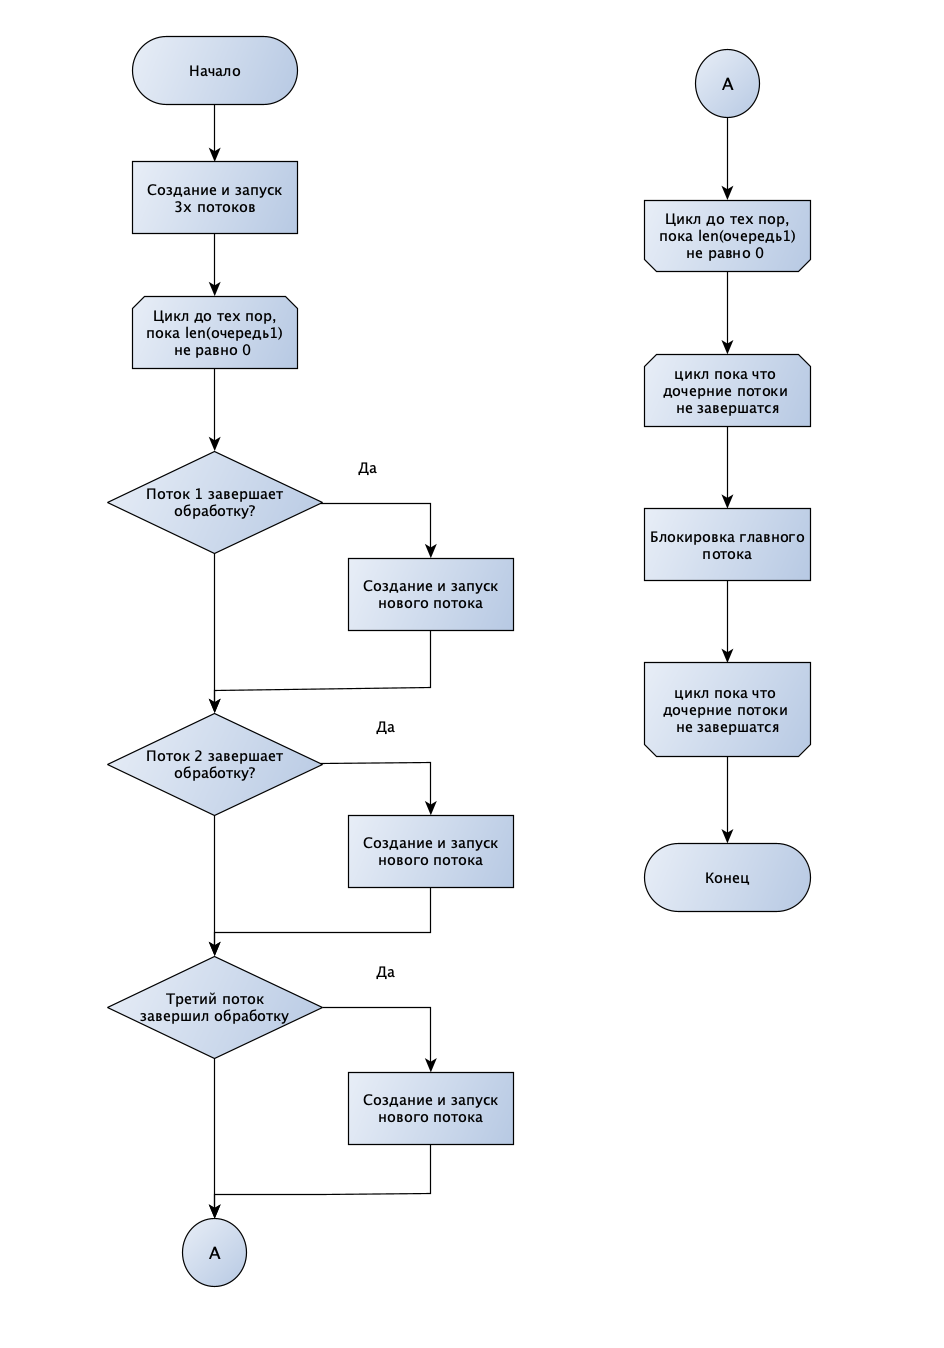 Начало
Создание и запуск
3х потоков
Цикл до тех пор,
пока len(очередь1)
не равно 0
Поток 1 завершает
обработку?
Да
Создание и запуск
нового потока
Поток 2 завершает
обработку?
Да
Создание и запуск
нового потока
Третий поток
завершил обработку
Да
Создание и запуск
нового потока
А
А
Цикл до тех пор,
пока len(очередь1)
не равно 0
цикл пока что
дочерние потоки
не завершатся
Блокировка главного
потока
цикл пока что
дочерние потоки
не завершатся
Конец